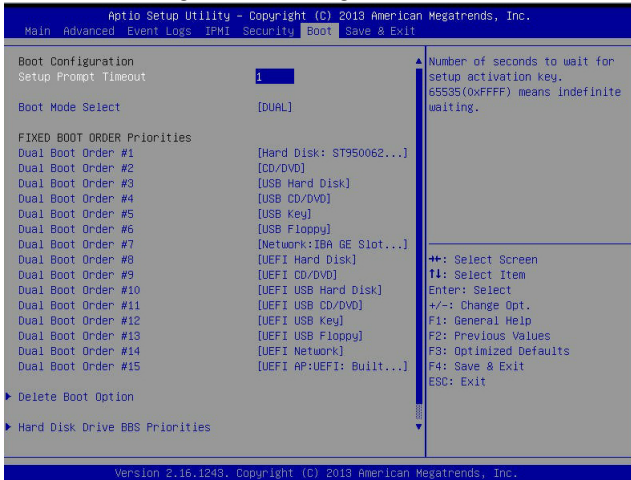 Aptio Setup Utility – Copyright (C) 2013 American Megatrends, Inc.
Main Advanced Event Logs IPMI Security Boot Save & Exit
Boot Configuration
Setup Prompt Timeout 1
Boot Mode Select [DUAL]
FIXED BOOT ORDER Priorities
Dual Boot Order #1 [Hard Disk: ST950062...]
Dual Boot Order #2 [CD/DVD]
Dual Boot Order #3 [USB Hard Disk]
Dual Boot Order #4 [USB CD/DVD]
Dual Boot Order #5 [USB Key]
Dual Boot Order #6 [USB Floppy]
Dual Boot Order #7 [Network:IBA GE Slot...]
Dual Boot Order #8 [UEFI Hard Disk]
Dual Boot Order #9 [UEFI CD/DVD]
Dual Boot Order #10 [UEFI USB Hard Disk]
Dual Boot Order #11 [UEFI USB CD/DVD]
Dual Boot Order #12 [UEFI USB Key]
Dual Boot Order #13 [UEFI USB Floppy]
Dual Boot Order #14 [UEFI Network]
Dual Boot Order #15 [UEFI AP:UEFI: Built...]
▶ Delete Boot Option
▶ Hard Disk Drive BBS Priorities
Number of seconds to wait for
setup activation key.
65535(0xFFFF) means indefinite
waiting.
→←: Select Screen
↑↓: Select Item
Enter: Select
+/-: Change Opt.
F1: General Help
F2: Previous Values
F3: Optimized Defaults
F4: Save & Exit
ESC: Exit
Version 2.16.1243. Copyright (C) 2013 American Megatrends, Inc.